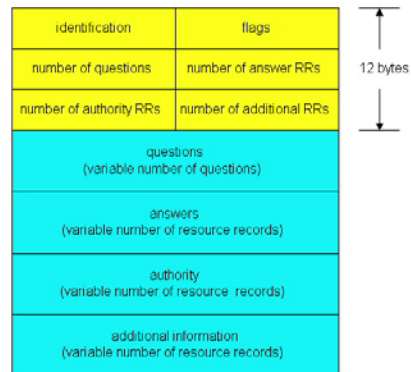 identification flags
12 bytes
number of questions number of answer RRs
number of authority RRs number of additional RRs
questions
(variable number of questions)
answers
(variable number of resource records)
authority
(variable number of resource records)
additional information
(variable number of resource records)